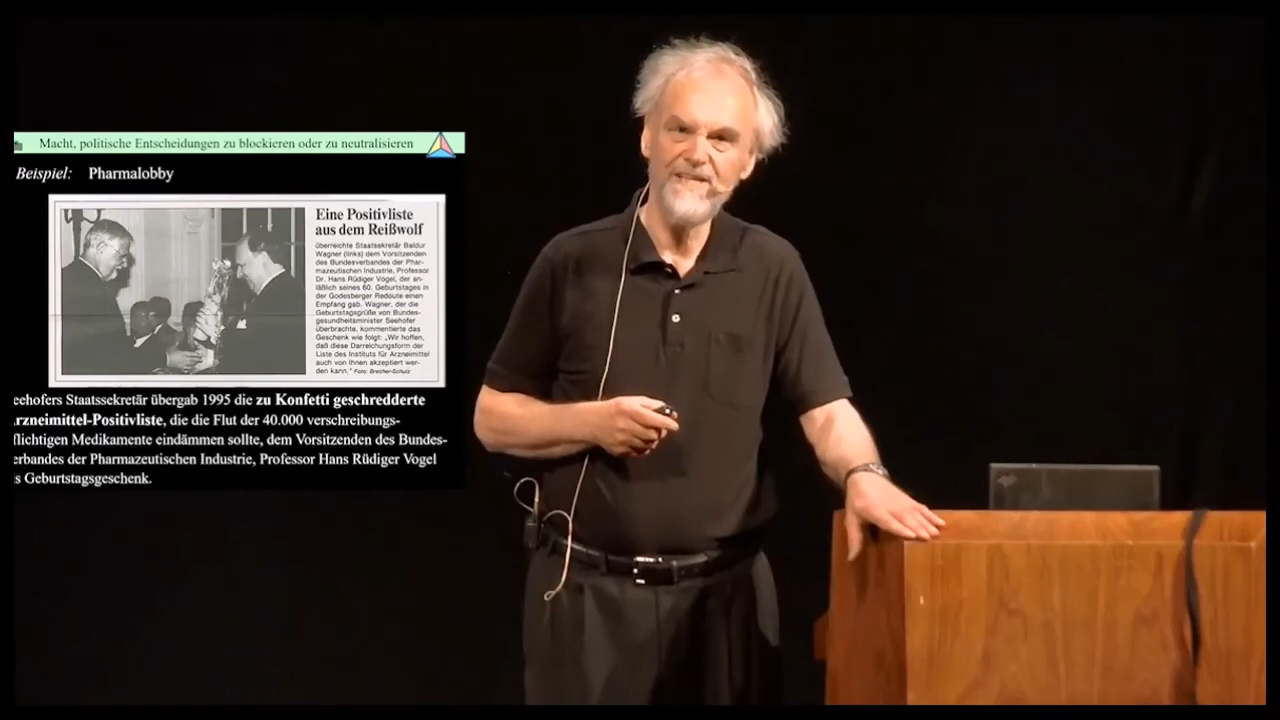 Macht, politische Entscheidungen zu blockieren oder zu neutralisieren
Beispiel: Pharmalobby
Eine Positivliste
aus dem Reißwolf
überreichte Staatssekretär Baldur
Wagner (links) dem Vorsitzenden
des Bundesverbandes der Phar-
mazeutischen Industrie, Professor
Dr. Hans Rüdiger Vogel, der an-
läßlich seines 60. Geburtstages in
der Godesberger Redoute einen
Empfang gab. Wagner, der die
Geburtstagsgrüße von Bundes-
gesundheitsminister Seehofer
überbrachte, kommentierte das
Geschenk wie folgt: „Wir hoffen,
daß diese Darreichungsform der
Liste des Instituts für Arzneimittel
auch von Ihnen akzeptiert wer-
den kann." Foto: Brecher-Schulz
eehofers Staatssekretär übergab 1995 die zu Konfetti geschredderte
rzneimittel-Positivliste, die die Flut der 40.000 verschreibungs-
flichtigen Medikamente eindämmen sollte, dem Vorsitzenden des Bundes-
erbandes der Pharmazeutischen Industrie, Professor Hans Rüdiger Vogel
s Geburtstagsgeschenk.